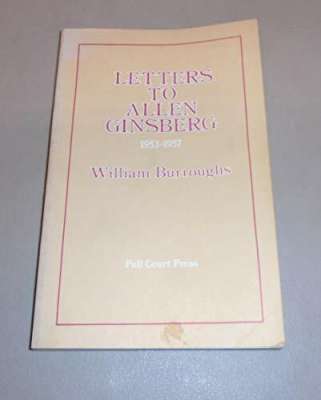 LETTERS
TO
ALLEN
GINSBERG
1953-1957
William Burroughs
Full Court Press